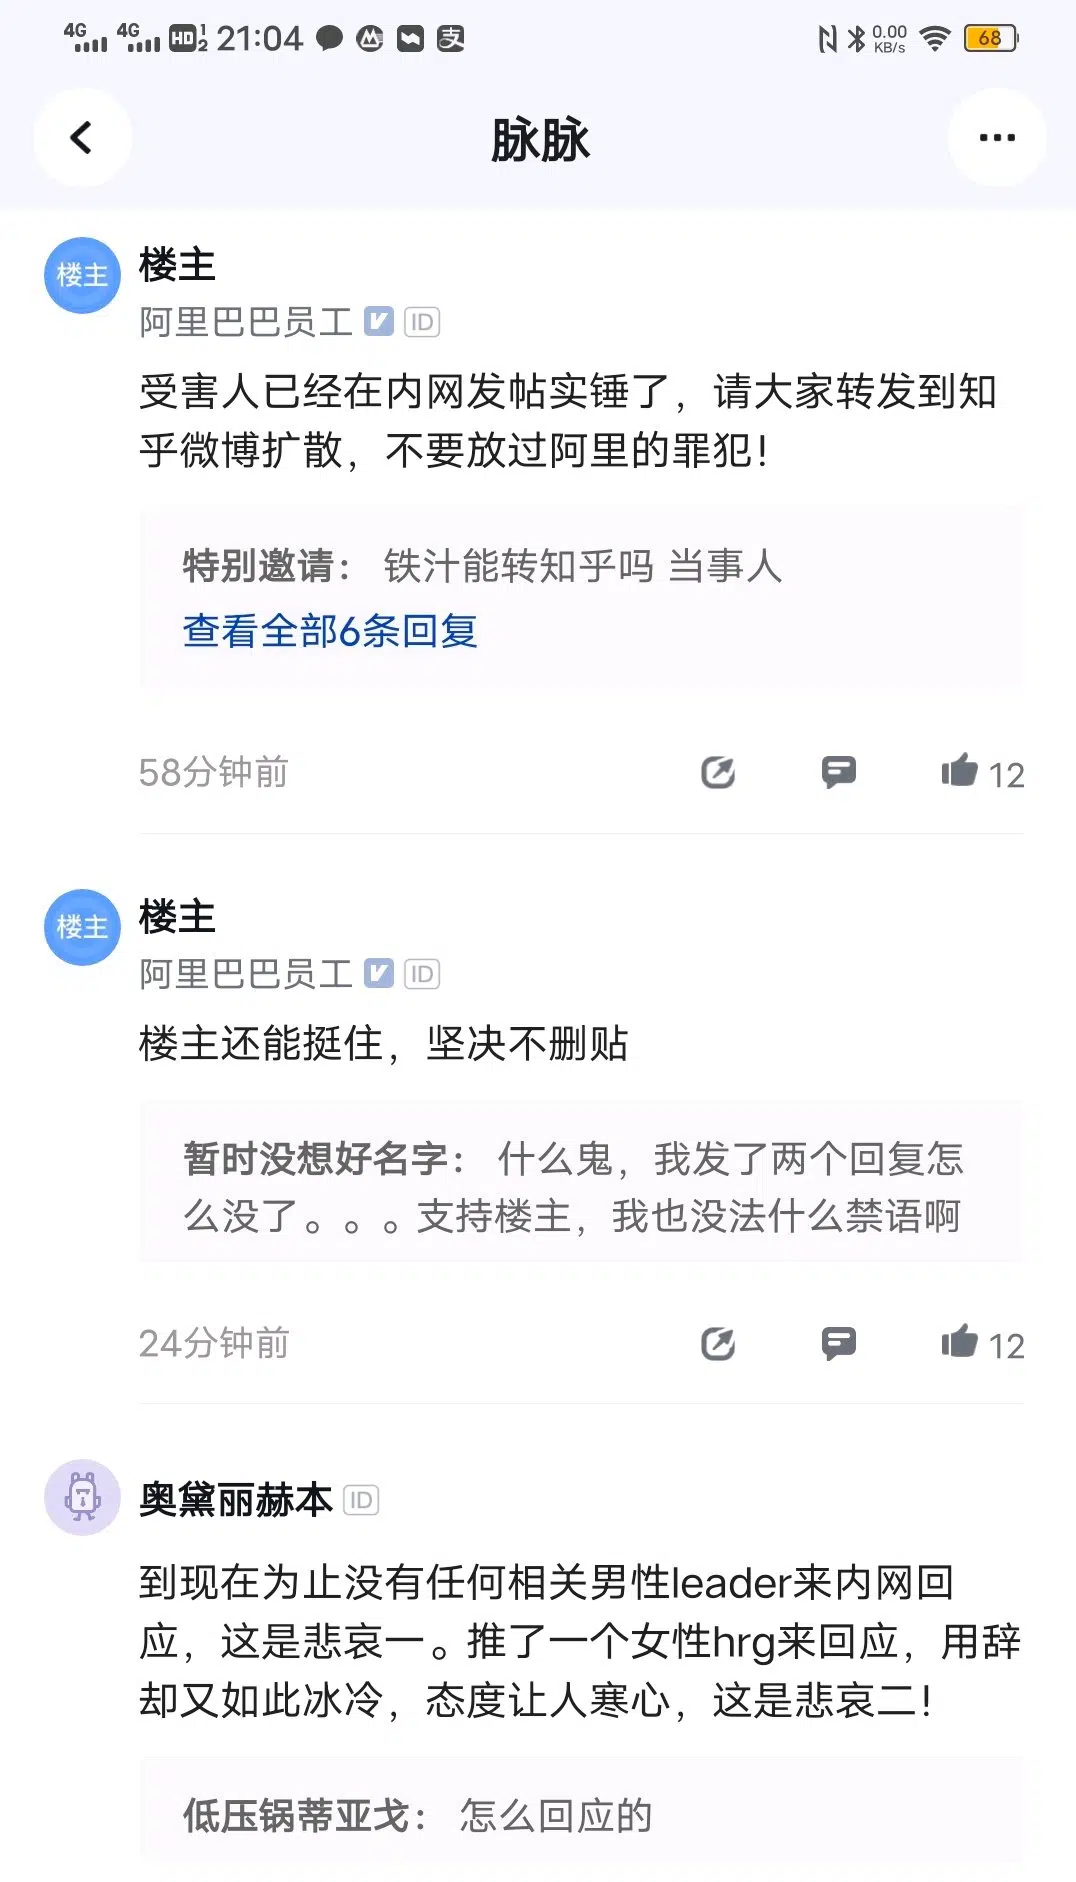 4G 4G HD 1 2 21:04 支 0.00 KB/s 68
脉脉
楼主 楼主
阿里巴巴员工 V ID
受害人已经在内网发帖实锤了，请大家转发到知
乎微博扩散，不要放过阿里的罪犯！
特别邀请： 铁汁能转知乎吗 当事人
查看全部6条回复
58分钟前 12
楼主 楼主
阿里巴巴员工 V ID
楼主还能挺住，坚决不删贴
暂时没想好名字： 什么鬼，我发了两个回复怎
么没了。。。支持楼主，我也没法什么禁语啊
24分钟前 12
奥黛丽赫本 ID
到现在为止没有任何相关男性leader来内网回
应，这是悲哀一。推了一个女性hrg来回应，用辞
却又如此冰冷，态度让人寒心，这是悲哀二！
低压锅蒂亚戈： 怎么回应的